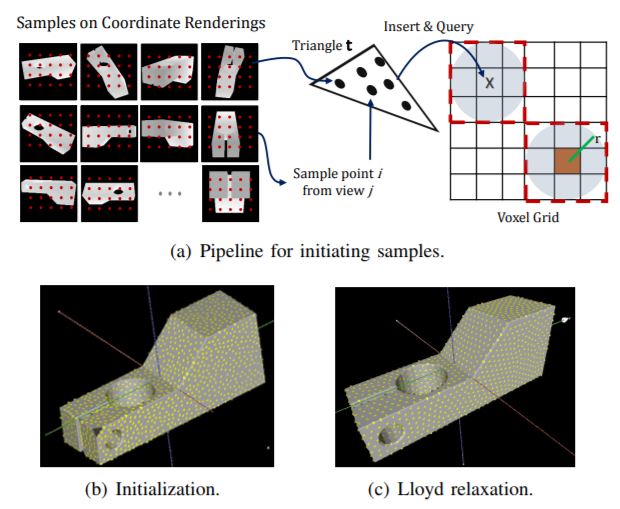 Samples on Coordinate Renderings
Insert & Query
Triangle t
X
r
Sample point i
from view j
Voxel Grid
(a) Pipeline for initiating samples.
(b) Initialization.
(c) Lloyd relaxation.